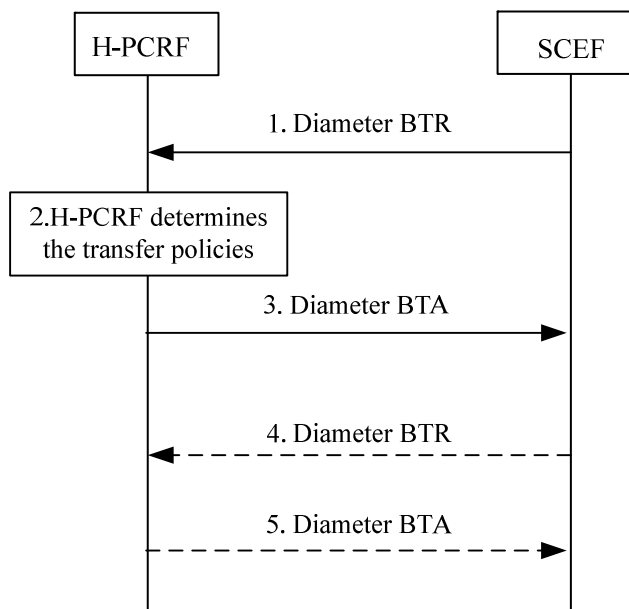 H-PCRF
SCEF
1. Diameter BTR
2.H-PCRF determines
the transfer policies
3. Diameter BTA
4. Diameter BTR
5. Diameter BTA